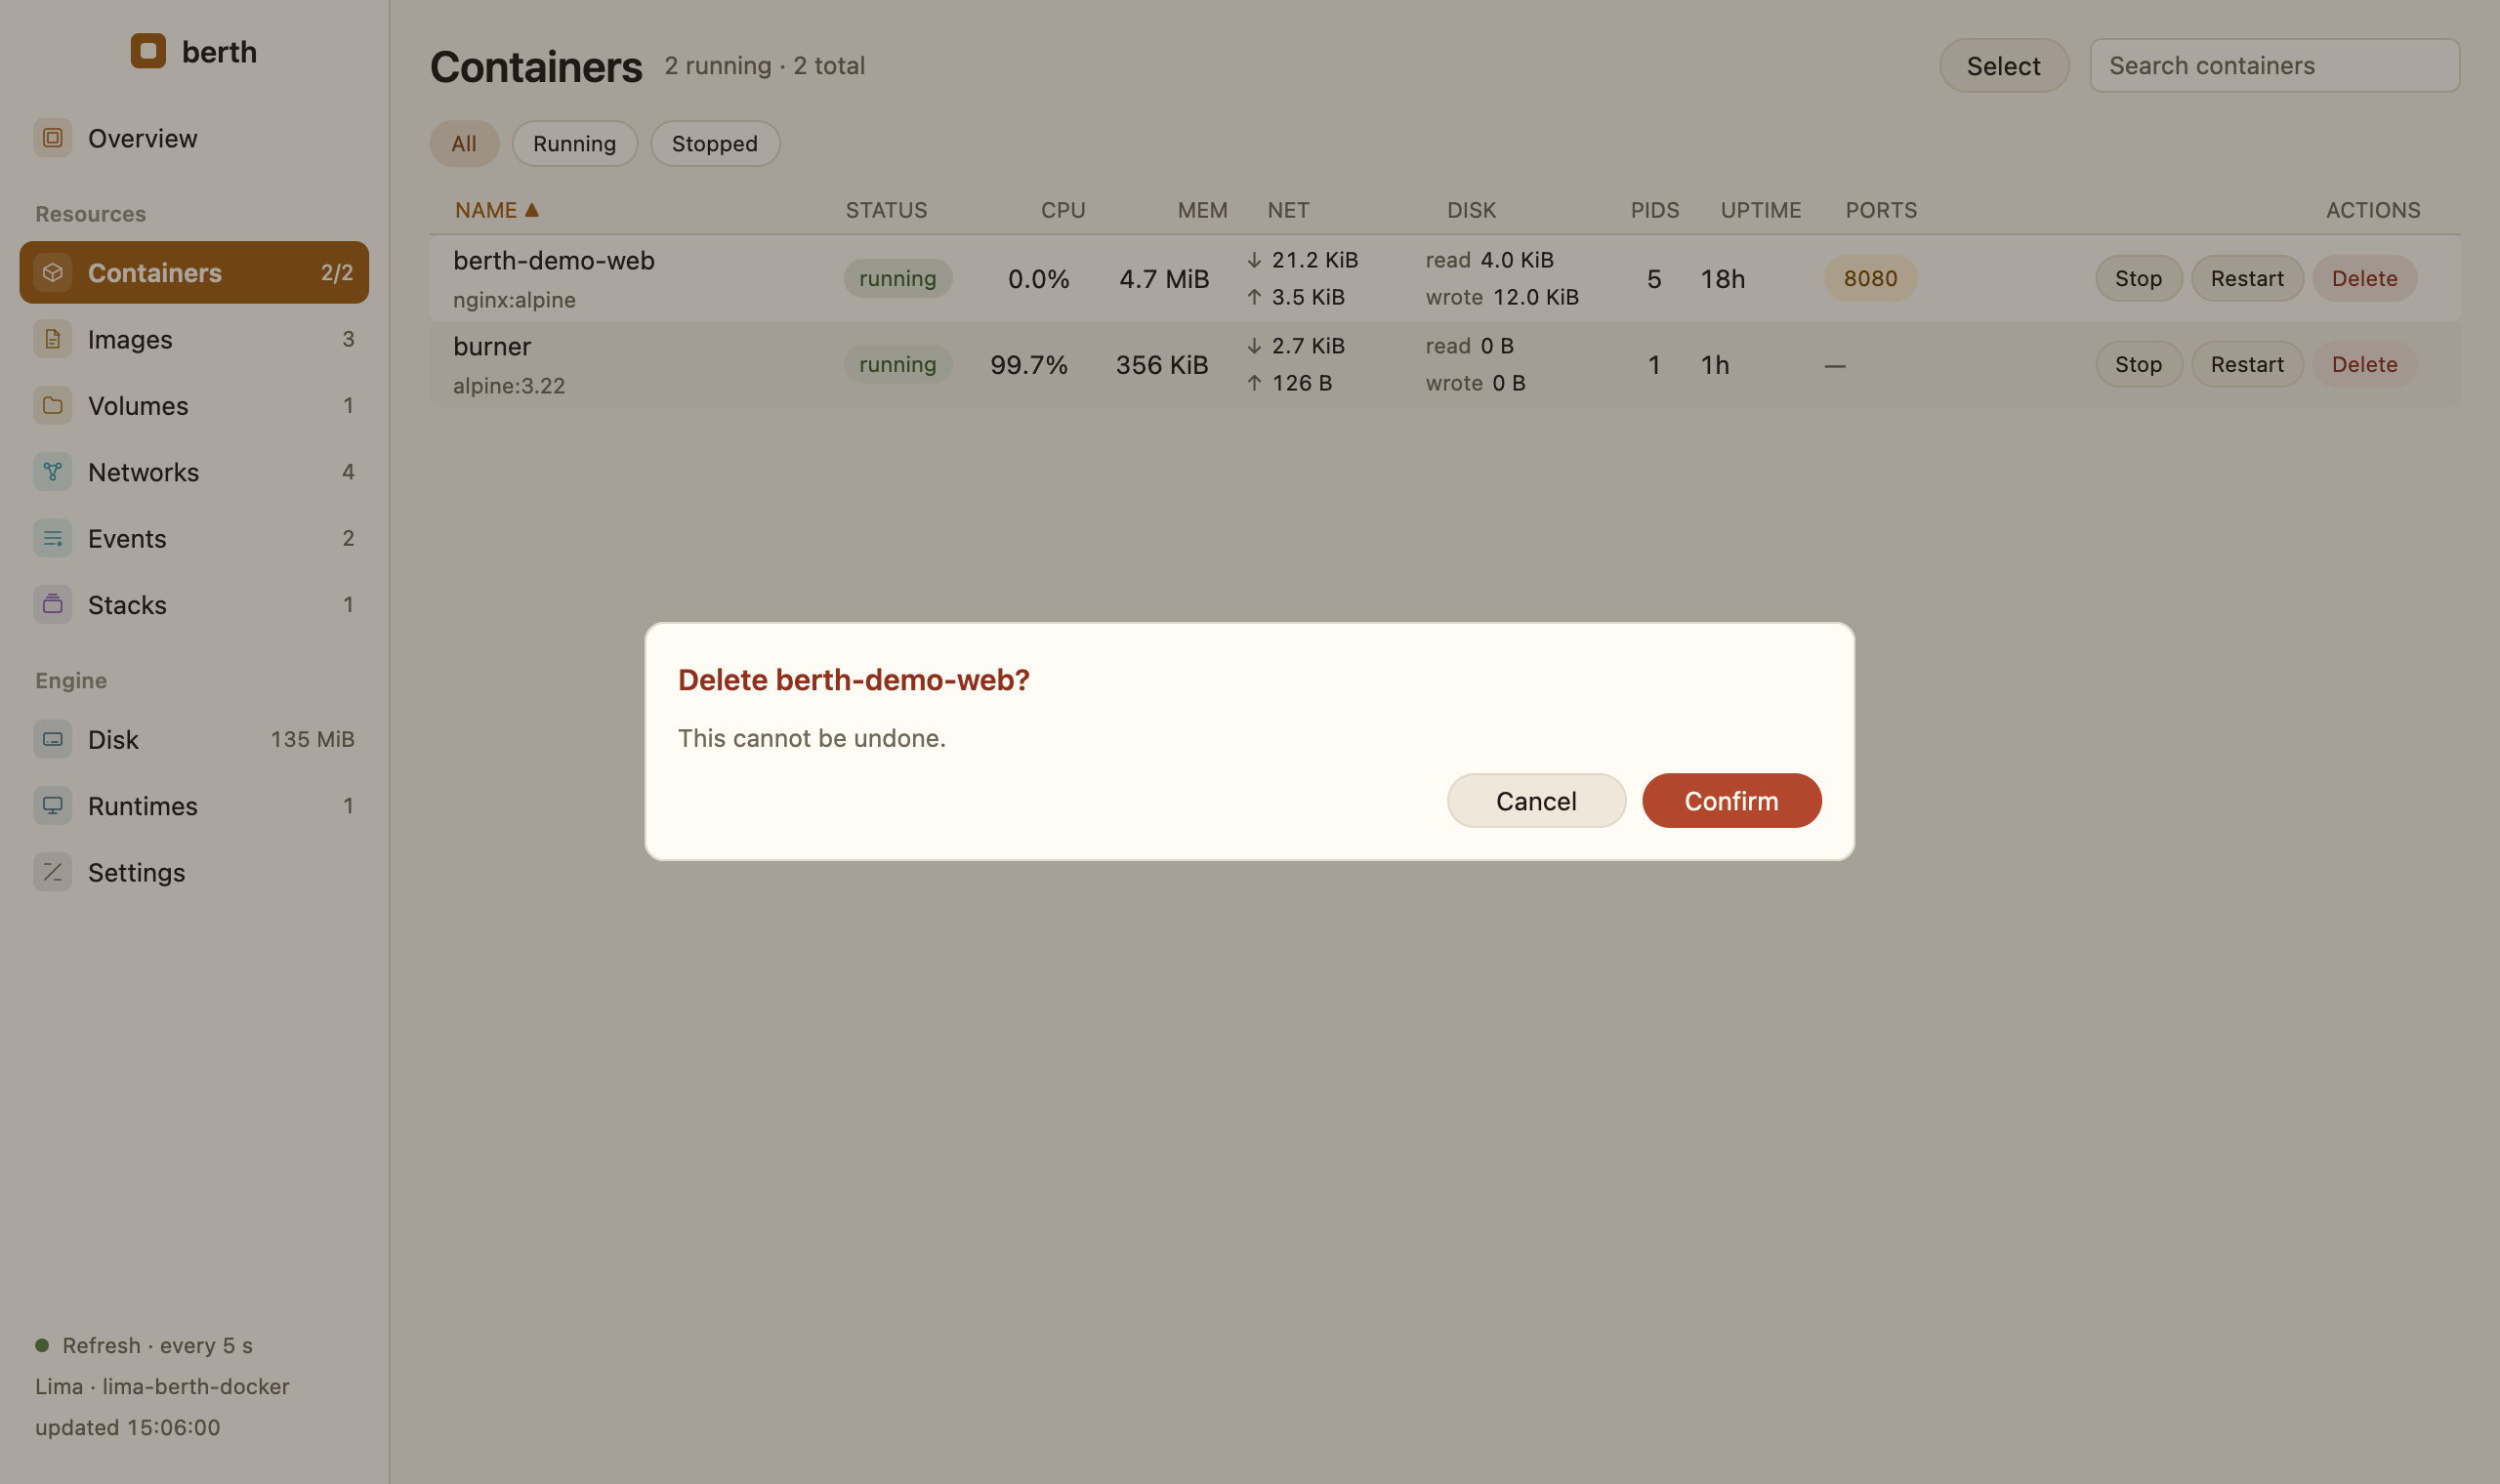 berth
Overview
Resources
Containers 2/2
Images 3
Volumes 1
Networks 4
Events 2
Stacks 1
Engine
Disk 135 MiB
Runtimes 1
Settings
Refresh · every 5 s
Lima · lima-berth-docker
updated 15:06:00
Containers 2 running · 2 total
Select
Search containers
All Running Stopped
NAME ▲ STATUS CPU MEM NET DISK PIDS UPTIME PORTS ACTIONS
berth-demo-web
nginx:alpine
running 0.0% 4.7 MiB
↓ 21.2 KiB
↑ 3.5 KiB
read 4.0 KiB
wrote 12.0 KiB
5 18h 8080 Stop Restart Delete
burner
alpine:3.22
running 99.7% 356 KiB
↓ 2.7 KiB
↑ 126 B
read 0 B
wrote 0 B
1 1h — Stop Restart Delete
Delete berth-demo-web?
This cannot be undone.
Cancel Confirm